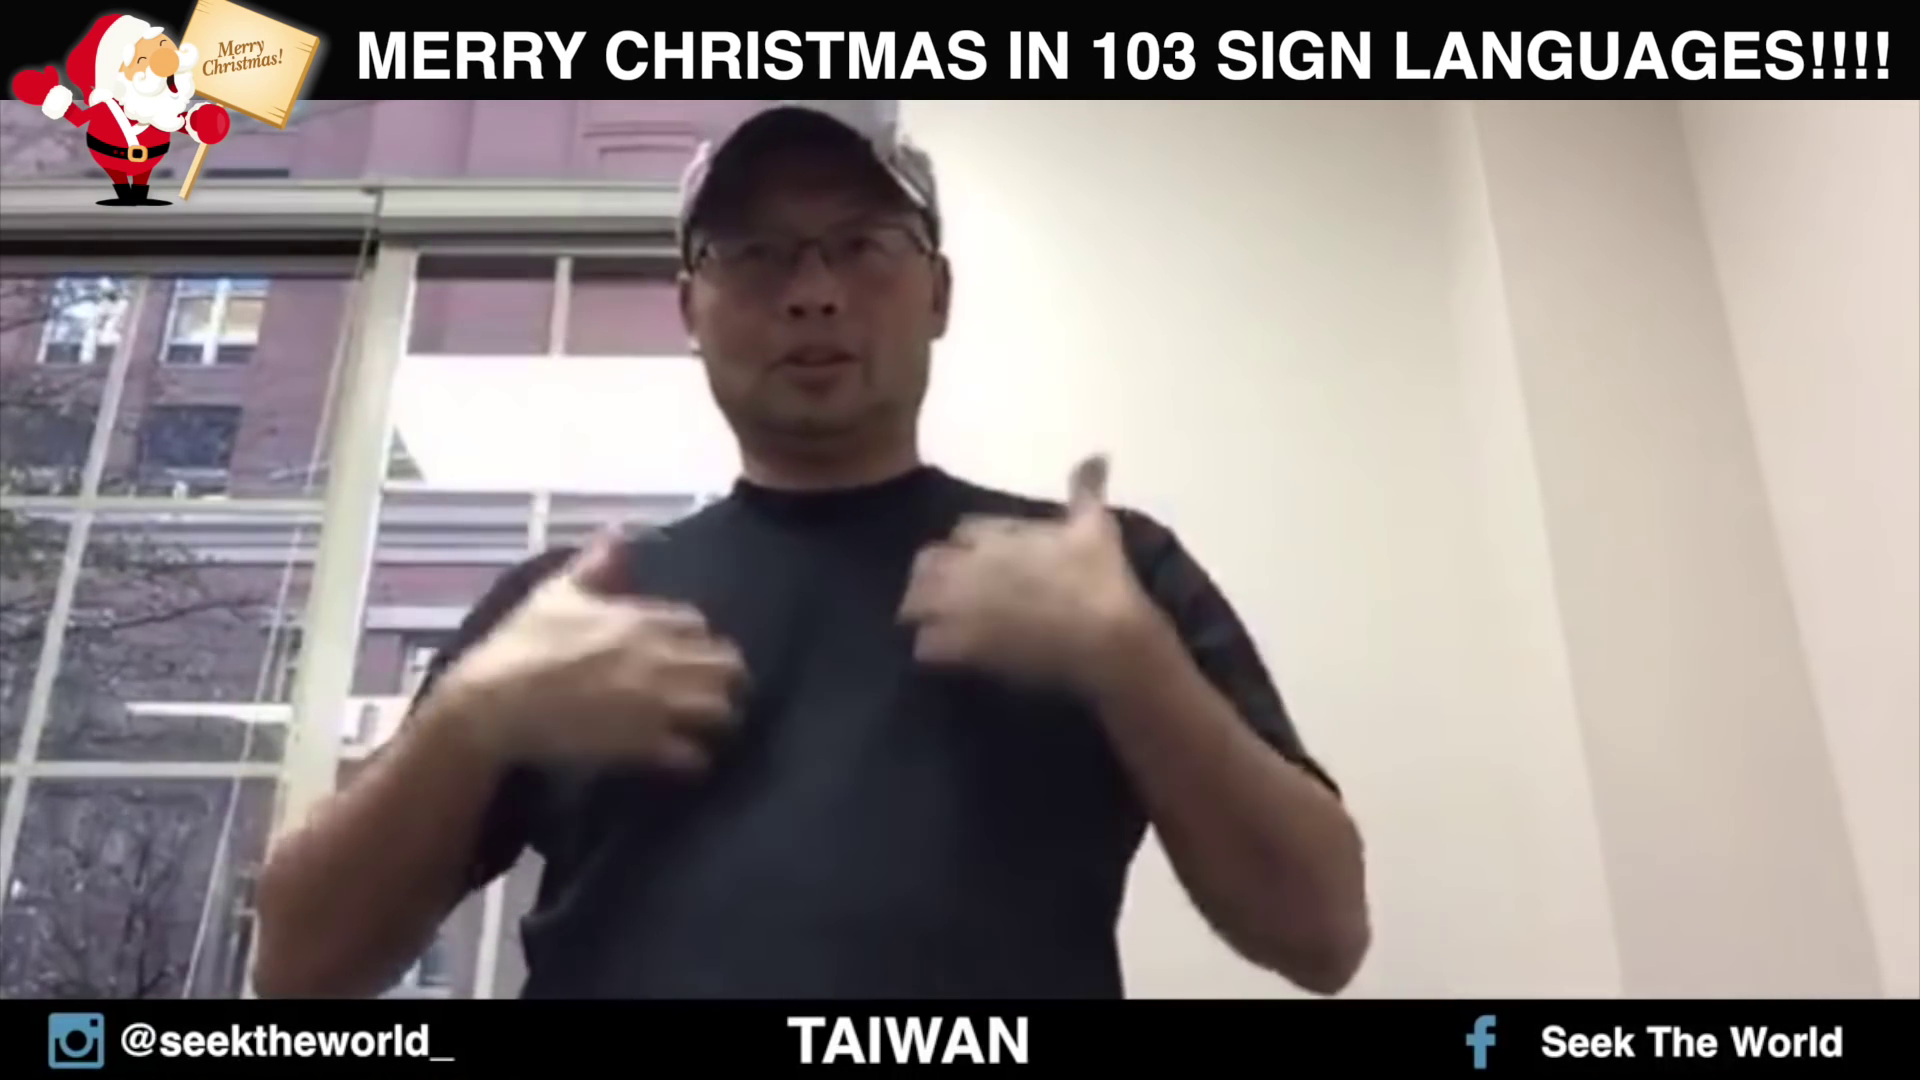 Merry
Christmas!
MERRY CHRISTMAS IN 103 SIGN LANGUAGES!!!!
@seektheworld_
TAIWAN
Seek The World